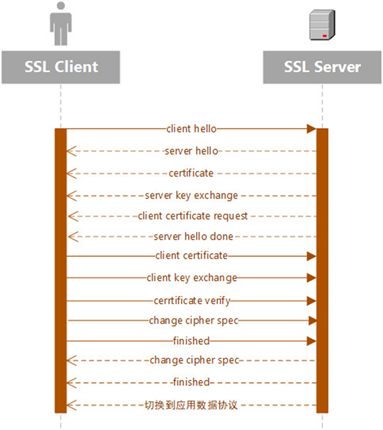 SSL Client
SSL Server
client hello
server hello
certificate
server key exchange
client certificate request
server hello done
client certificate
client key exchange
cerrtificate verify
change cipher spec
finished
change cipher spec
finished
切换到应用数据协议